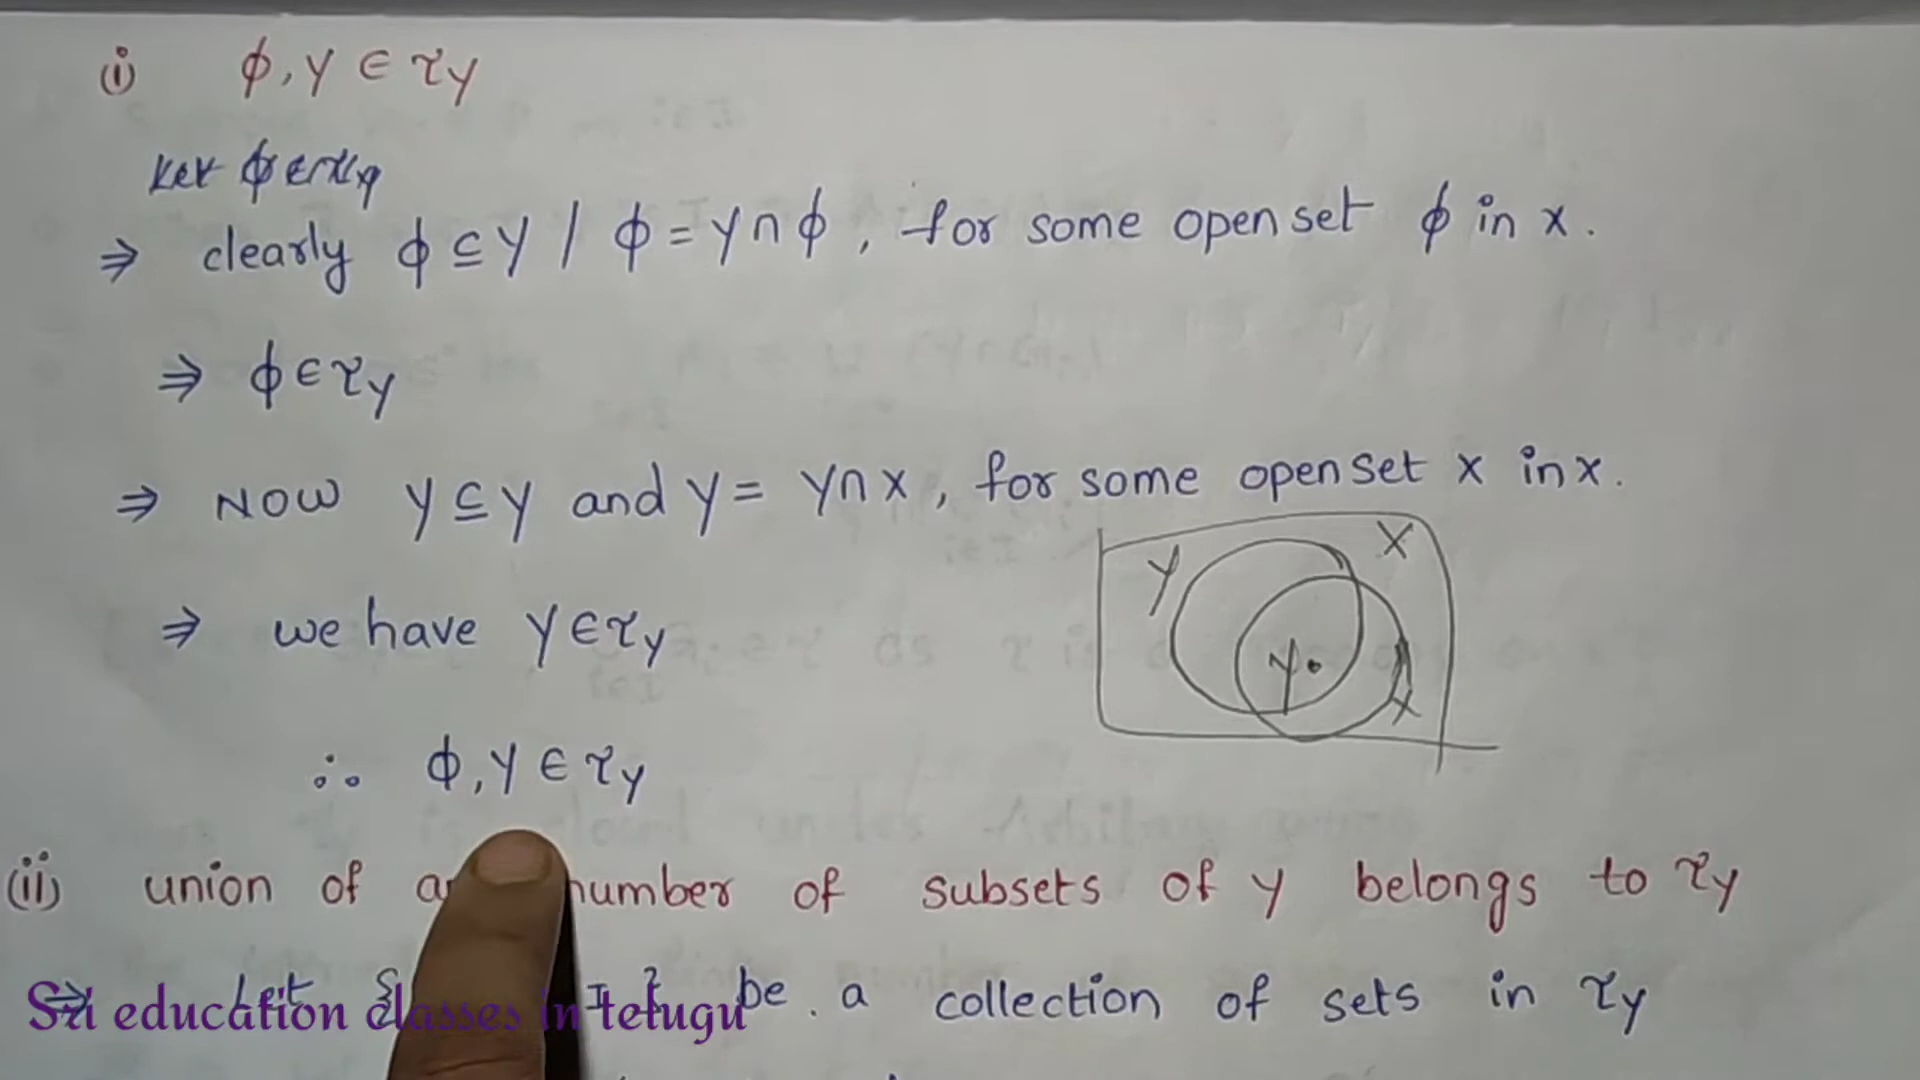 (i) ϕ, Y ∈ τY
⇒ clearly ϕ ⊆ Y / ϕ = Y ∩ ϕ, for some open set ϕ in X.
⇒ ϕ ∈ τY
⇒ NOW Y ⊆ Y and Y = Y ∩ X, for some open set X in X.
Y X
⇒ we have Y ∈ τY
Y. X
∴ ϕ, Y ∈ τY
(ii) union of number of subsets of Y belongs to τY
⇒ Let { I } be . a collection of sets in τY
Sri education classes in telugu